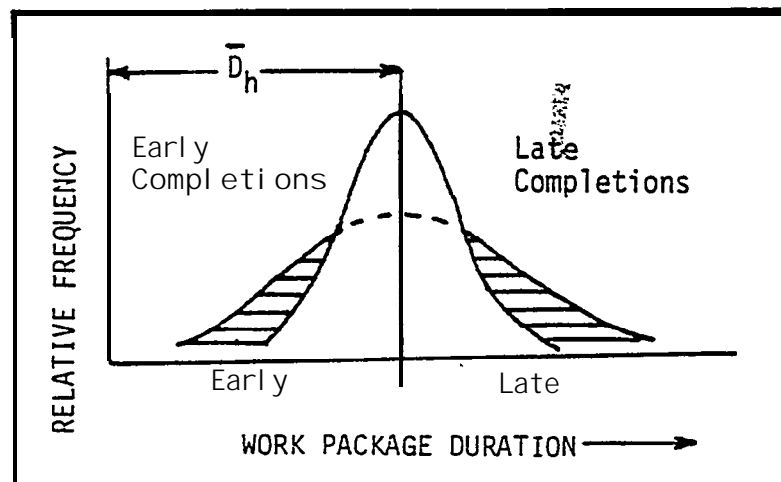 D̄h
Early
Completions
Late
Completions
RELATIVE FREQUENCY
Early
Late
WORK PACKAGE DURATION